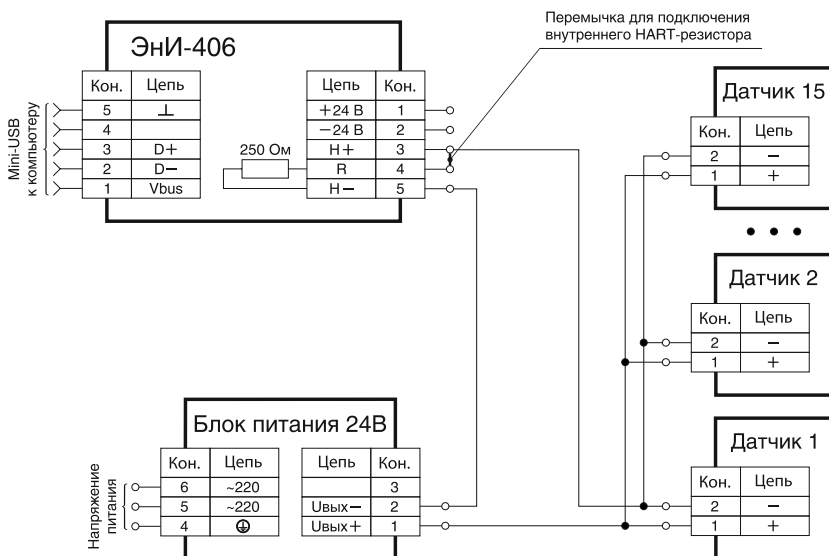 Перемычка для подключения
внутреннего HART-резистора
ЭнИ-406
Mini-USB
к компьютеру
Кон. Цепь
5 ⊥
4
3 D+
2 D−
1 Vbus
250 Ом
Цепь Кон.
+24 В 1
−24 В 2
H+ 3
R 4
H− 5
Датчик 15
Кон. Цепь
2 −
1 +
• • •
Датчик 2
Кон. Цепь
2 −
1 +
Блок питания 24В
Напряжение
питания
Кон. Цепь
6 ~220
5 ~220
4 ⏚
Цепь Кон.
3
Uвых− 2
Uвых+ 1
Датчик 1
Кон. Цепь
2 −
1 +